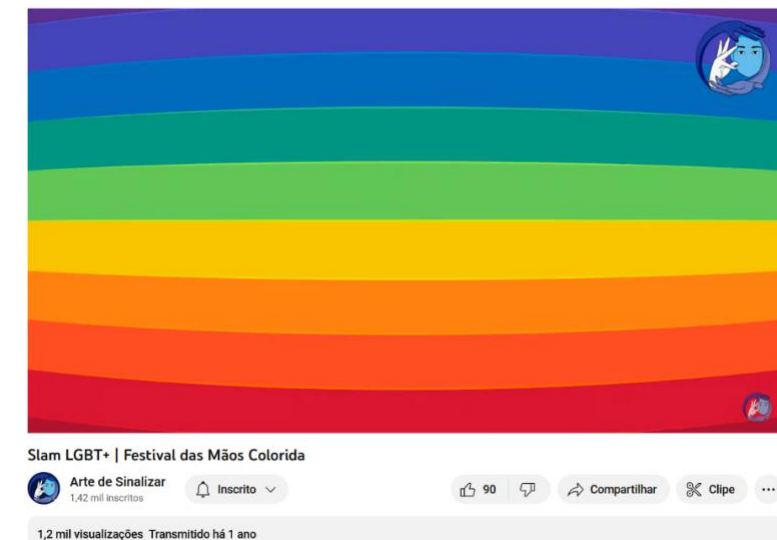 Slam LGBT+ | Festival das Mãos Colorida
Arte de Sinalizar
1,42 mil inscritos
Inscrito
90
Compartilhar
Clipe
1,2 mil visualizações Transmitido há 1 ano